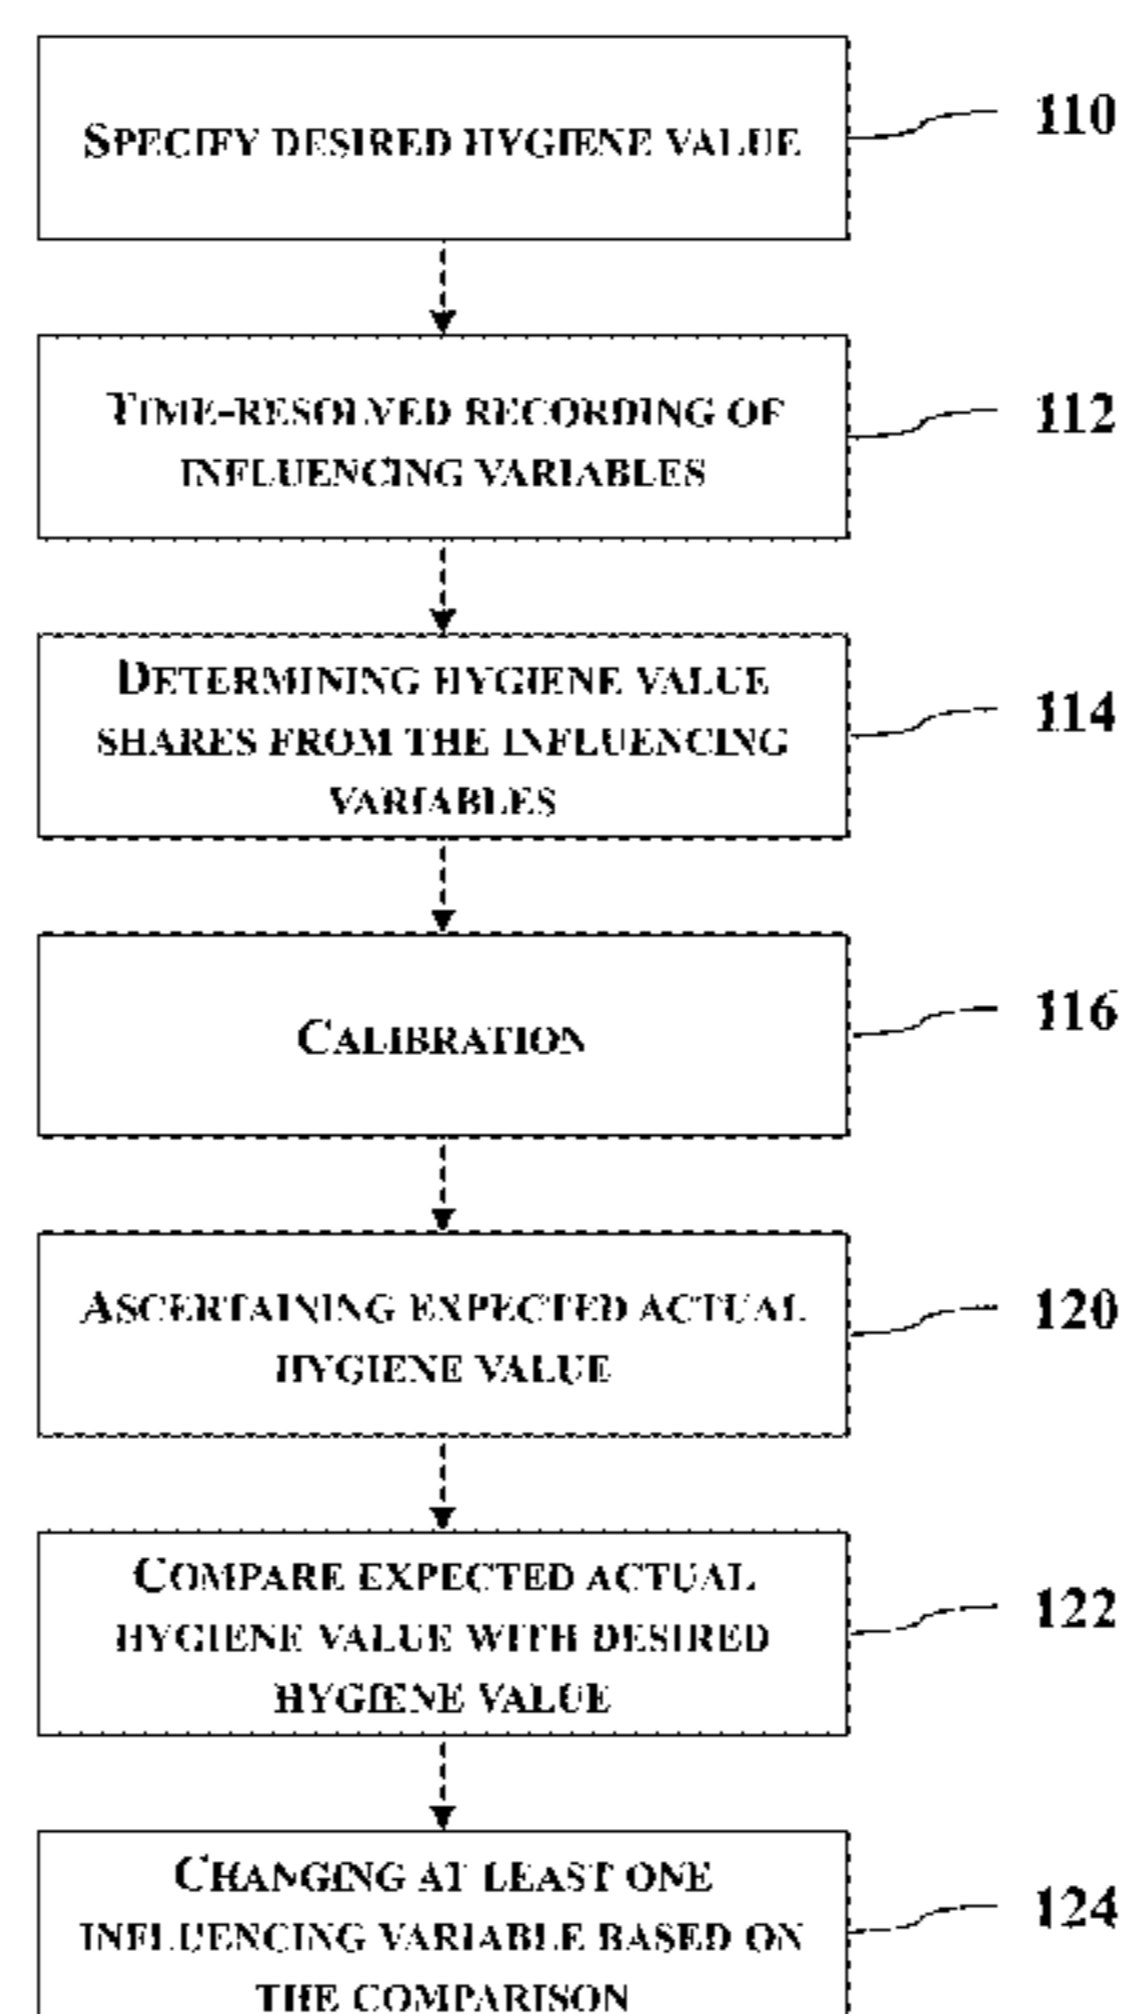 SPECIFY DESIRED HYGIENE VALUE
110
TIME-RESOLVED RECORDING OF
INFLUENCING VARIABLES
112
DETERMINING HYGIENE VALUE
SHARES FROM THE INFLUENCING
VARIABLES
114
CALIBRATION
116
ASCERTAINING EXPECTED ACTUAL
HYGIENE VALUE
120
COMPARE EXPECTED ACTUAL
HYGIENE VALUE WITH DESIRED
HYGIENE VALUE
122
CHANGING AT LEAST ONE
INFLUENCING VARIABLE BASED ON
THE COMPARISON
124